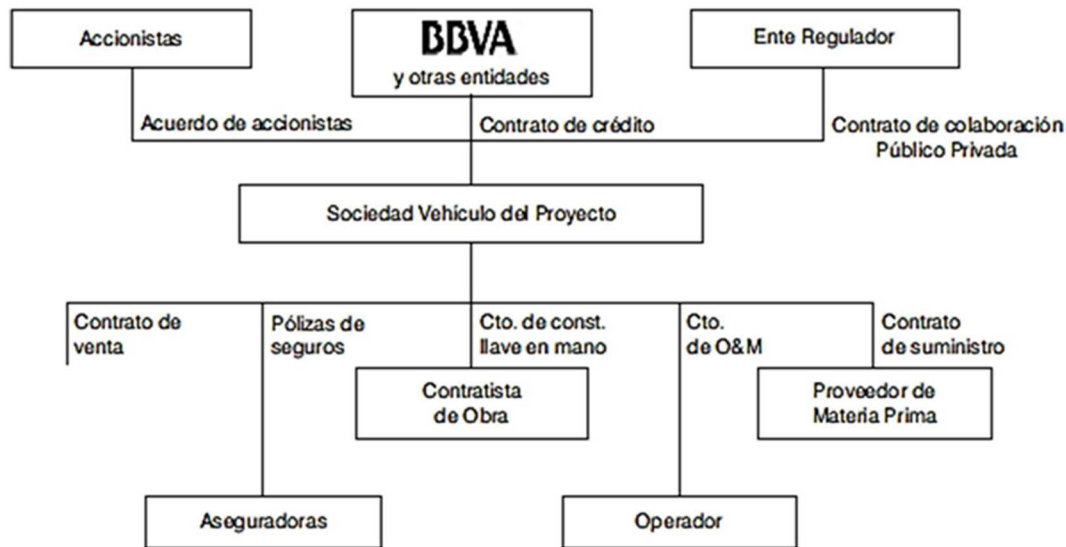 Accionistas
BBVA
y otras entidades
Ente Regulador
Acuerdo de accionistas
Contrato de crédito
Contrato de colaboración
Público Privada
Sociedad Vehículo del Proyecto
Contrato de
venta
Pólizas de
seguros
Cto. de const.
llave en mano
Cto.
de O&M
Contrato
de suministro
Contratista
de Obra
Proveedor de
Materia Prima
Aseguradoras
Operador